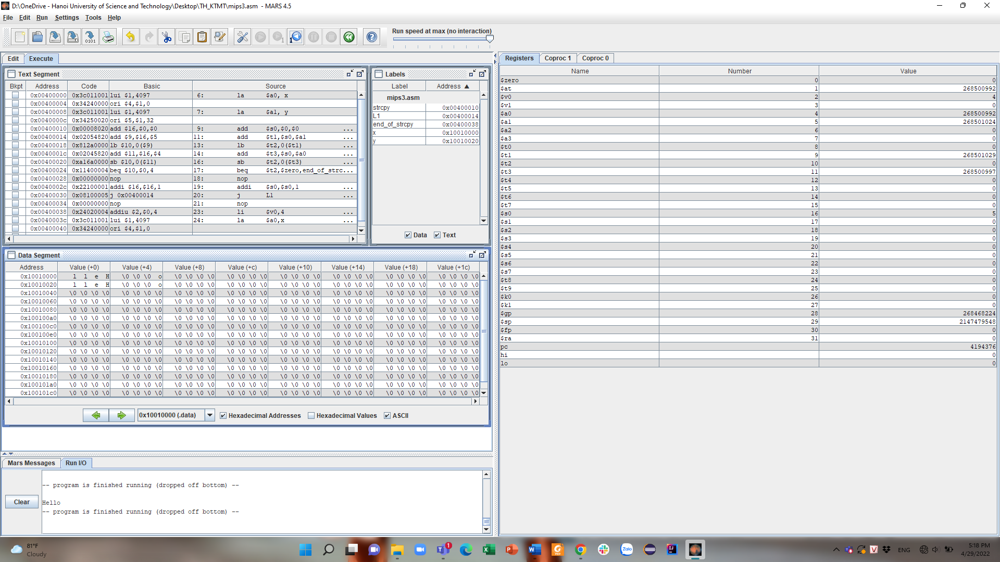 D:\OneDrive - Hanoi University of Science and Technology\Desktop\TH_KTMT\mips3.asm - MARS 4.5
File Edit Run Settings Tools Help
Run speed at max (no interaction)
Edit Execute
Text Segment
Bkpt Address Code Basic Source
0x00400000 0x3c011001 lui $1,4097 6: la $a0, x
0x00400004 0x34240000 ori $4,$1,0
0x00400008 0x3c011001 lui $1,4097 7: la $a1, y
0x0040000c 0x34250020 ori $5,$1,32
0x00400010 0x00008020 add $16,$0,$0 9: add $s0,$0,$0 ...
0x00400014 0x02054820 add $9,$16,$5 11: add $t1,$s0,$a1 ...
0x00400018 0x812a0000 lb $10,0($9) 13: lb $t2,0($t1) ...
0x0040001c 0x02045820 add $11,$16,$4 14: add $t3,$s0,$a0 ...
0x00400020 0xa16a0000 sb $10,0($11) 16: sb $t2,0($t3) ...
0x00400024 0x11400004 beq $10,$0,4 17: beq $t2,$zero,end_of_strc...
0x00400028 0x00000000 nop 18: nop
0x0040002c 0x22100001 addi $16,$16,1 19: addi $s0,$s0,1 ...
0x00400030 0x08100005 j 0x00400014 20: j L1 ...
0x00400034 0x00000000 nop 21: nop
0x00400038 0x24020004 addiu $2,$0,4 23: li $v0,4 ...
0x0040003c 0x3c011001 lui $1,4097 24: la $a0,x ...
0x00400040 0x34240000 ori $4,$1,0
Labels
Label Address ▲
mips3.asm
strcpy 0x00400010
L1 0x00400014
end_of_strcpy 0x00400038
x 0x10010000
y 0x10010020
Data Text
Data Segment
Address Value (+0) Value (+4) Value (+8) Value (+c) Value (+10) Value (+14) Value (+18) Value (+1c)
0x10010000 l l e H \0 \0 \0 o \0 \0 \0 \0 \0 \0 \0 \0 \0 \0 \0 \0 \0 \0 \0 \0 \0 \0 \0 \0 \0 \0 \0 \0
0x10010020 l l e H \0 \0 \0 o \0 \0 \0 \0 \0 \0 \0 \0 \0 \0 \0 \0 \0 \0 \0 \0 \0 \0 \0 \0 \0 \0 \0 \0
0x10010040 \0 \0 \0 \0 \0 \0 \0 \0 \0 \0 \0 \0 \0 \0 \0 \0 \0 \0 \0 \0 \0 \0 \0 \0 \0 \0 \0 \0 \0 \0 \0 \0
0x10010060 \0 \0 \0 \0 \0 \0 \0 \0 \0 \0 \0 \0 \0 \0 \0 \0 \0 \0 \0 \0 \0 \0 \0 \0 \0 \0 \0 \0 \0 \0 \0 \0
0x10010080 \0 \0 \0 \0 \0 \0 \0 \0 \0 \0 \0 \0 \0 \0 \0 \0 \0 \0 \0 \0 \0 \0 \0 \0 \0 \0 \0 \0 \0 \0 \0 \0
0x100100a0 \0 \0 \0 \0 \0 \0 \0 \0 \0 \0 \0 \0 \0 \0 \0 \0 \0 \0 \0 \0 \0 \0 \0 \0 \0 \0 \0 \0 \0 \0 \0 \0
0x100100c0 \0 \0 \0 \0 \0 \0 \0 \0 \0 \0 \0 \0 \0 \0 \0 \0 \0 \0 \0 \0 \0 \0 \0 \0 \0 \0 \0 \0 \0 \0 \0 \0
0x100100e0 \0 \0 \0 \0 \0 \0 \0 \0 \0 \0 \0 \0 \0 \0 \0 \0 \0 \0 \0 \0 \0 \0 \0 \0 \0 \0 \0 \0 \0 \0 \0 \0
0x10010100 \0 \0 \0 \0 \0 \0 \0 \0 \0 \0 \0 \0 \0 \0 \0 \0 \0 \0 \0 \0 \0 \0 \0 \0 \0 \0 \0 \0 \0 \0 \0 \0
0x10010120 \0 \0 \0 \0 \0 \0 \0 \0 \0 \0 \0 \0 \0 \0 \0 \0 \0 \0 \0 \0 \0 \0 \0 \0 \0 \0 \0 \0 \0 \0 \0 \0
0x10010140 \0 \0 \0 \0 \0 \0 \0 \0 \0 \0 \0 \0 \0 \0 \0 \0 \0 \0 \0 \0 \0 \0 \0 \0 \0 \0 \0 \0 \0 \0 \0 \0
0x10010160 \0 \0 \0 \0 \0 \0 \0 \0 \0 \0 \0 \0 \0 \0 \0 \0 \0 \0 \0 \0 \0 \0 \0 \0 \0 \0 \0 \0 \0 \0 \0 \0
0x10010180 \0 \0 \0 \0 \0 \0 \0 \0 \0 \0 \0 \0 \0 \0 \0 \0 \0 \0 \0 \0 \0 \0 \0 \0 \0 \0 \0 \0 \0 \0 \0 \0
0x100101a0 \0 \0 \0 \0 \0 \0 \0 \0 \0 \0 \0 \0 \0 \0 \0 \0 \0 \0 \0 \0 \0 \0 \0 \0 \0 \0 \0 \0 \0 \0 \0 \0
0x100101c0 \0 \0 \0 \0 \0 \0 \0 \0 \0 \0 \0 \0 \0 \0 \0 \0 \0 \0 \0 \0 \0 \0 \0 \0 \0 \0 \0 \0 \0 \0 \0 \0
0x10010000 (.data) Hexadecimal Addresses Hexadecimal Values ASCII
Mars Messages Run I/O
-- program is finished running (dropped off bottom) --
Clear
Hello
-- program is finished running (dropped off bottom) --
Registers Coproc 1 Coproc 0
Name Number Value
$zero 0 0
$at 1 268500992
$v0 2 4
$v1 3 0
$a0 4 268500992
$a1 5 268501024
$a2 6 0
$a3 7 0
$t0 8 0
$t1 9 268501029
$t2 10 0
$t3 11 268500997
$t4 12 0
$t5 13 0
$t6 14 0
$t7 15 0
$s0 16 5
$s1 17 0
$s2 18 0
$s3 19 0
$s4 20 0
$s5 21 0
$s6 22 0
$s7 23 0
$t8 24 0
$t9 25 0
$k0 26 0
$k1 27 0
$gp 28 268468224
$sp 29 2147479548
$fp 30 0
$ra 31 0
pc 4194376
hi 0
lo 0
81°F
Cloudy
1
Zalo
ENG
5:18 PM
4/29/2022